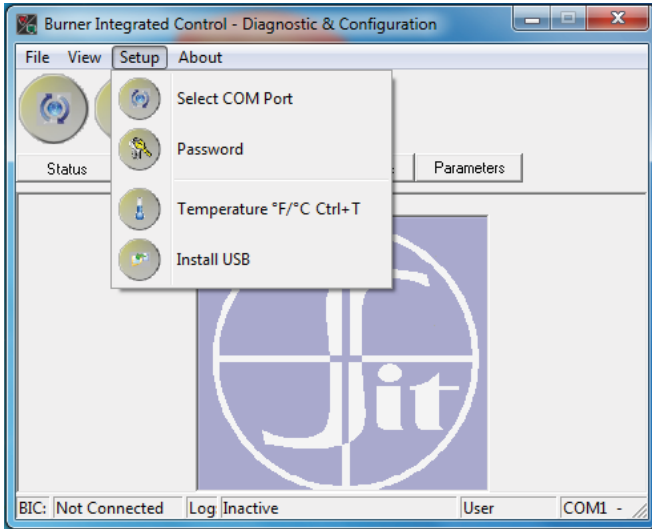 Burner Integrated Control - Diagnostic & Configuration
File View Setup About
Select COM Port
Password
Temperature °F/°C Ctrl+T
Install USB
Status
Parameters
Sit
BIC: Not Connected Log Inactive User COM1 -